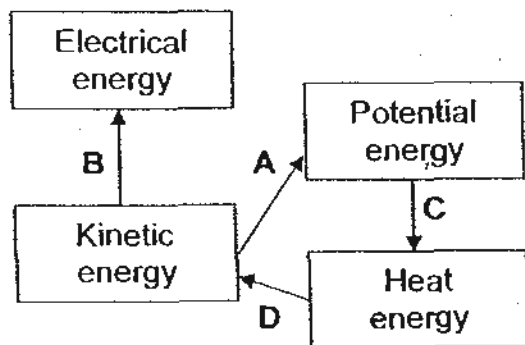 Electrical
energy
Potential
energy
B
A
C
Kinetic
energy
Heat
energy
D